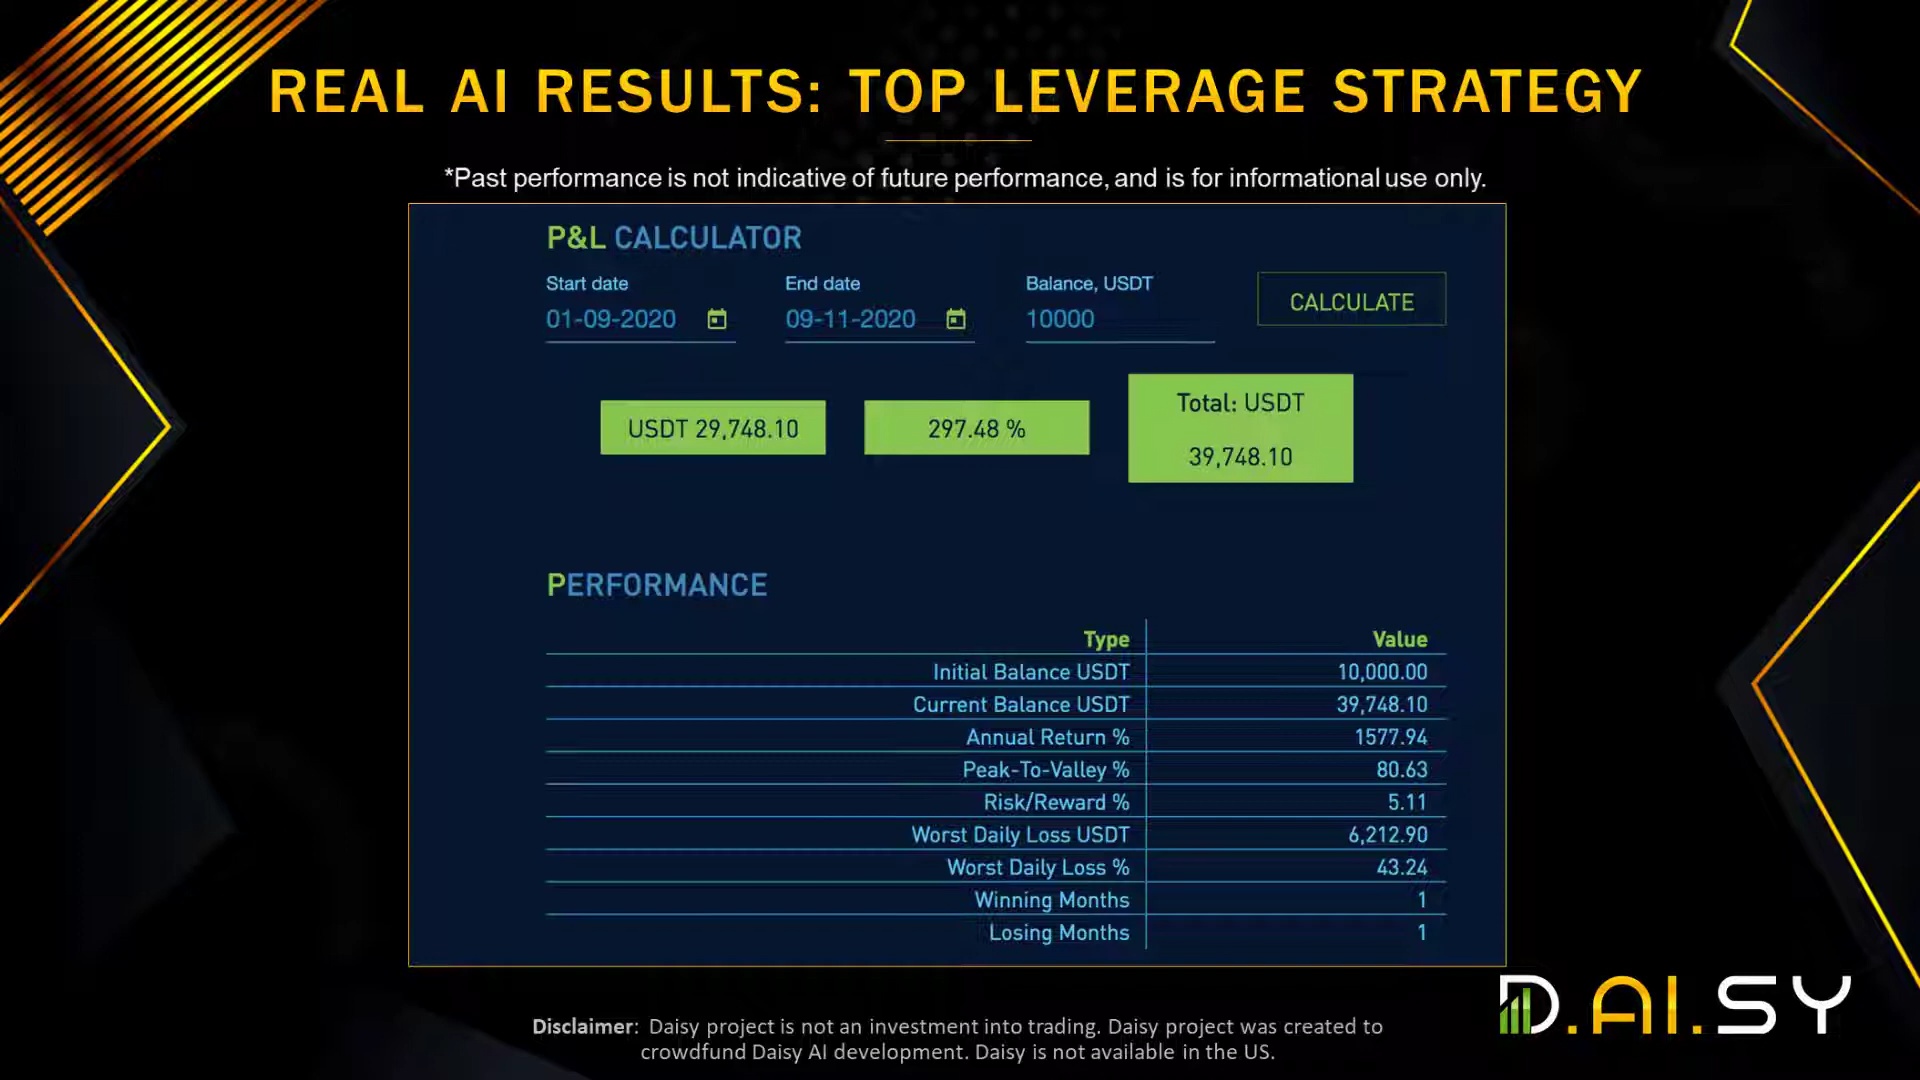 REAL AI RESULTS: TOP LEVERAGE STRATEGY
*Past performance is not indicative of future performance, and is for informational use only.
P&L CALCULATOR
Start date End date Balance, USDT
01-09-2020 09-11-2020 10000 CALCULATE
USDT 29,748.10 297.48 % Total: USDT
39,748.10
PERFORMANCE
Type Value
Initial Balance USDT 10,000.00
Current Balance USDT 39,748.10
Annual Return % 1577.94
Peak-To-Valley % 80.63
Risk/Reward % 5.11
Worst Daily Loss USDT 6,212.90
Worst Daily Loss % 43.24
Winning Months 1
Losing Months 1
D.AI.SY
Disclaimer: Daisy project is not an investment into trading. Daisy project was created to
crowdfund Daisy AI development. Daisy is not available in the US.